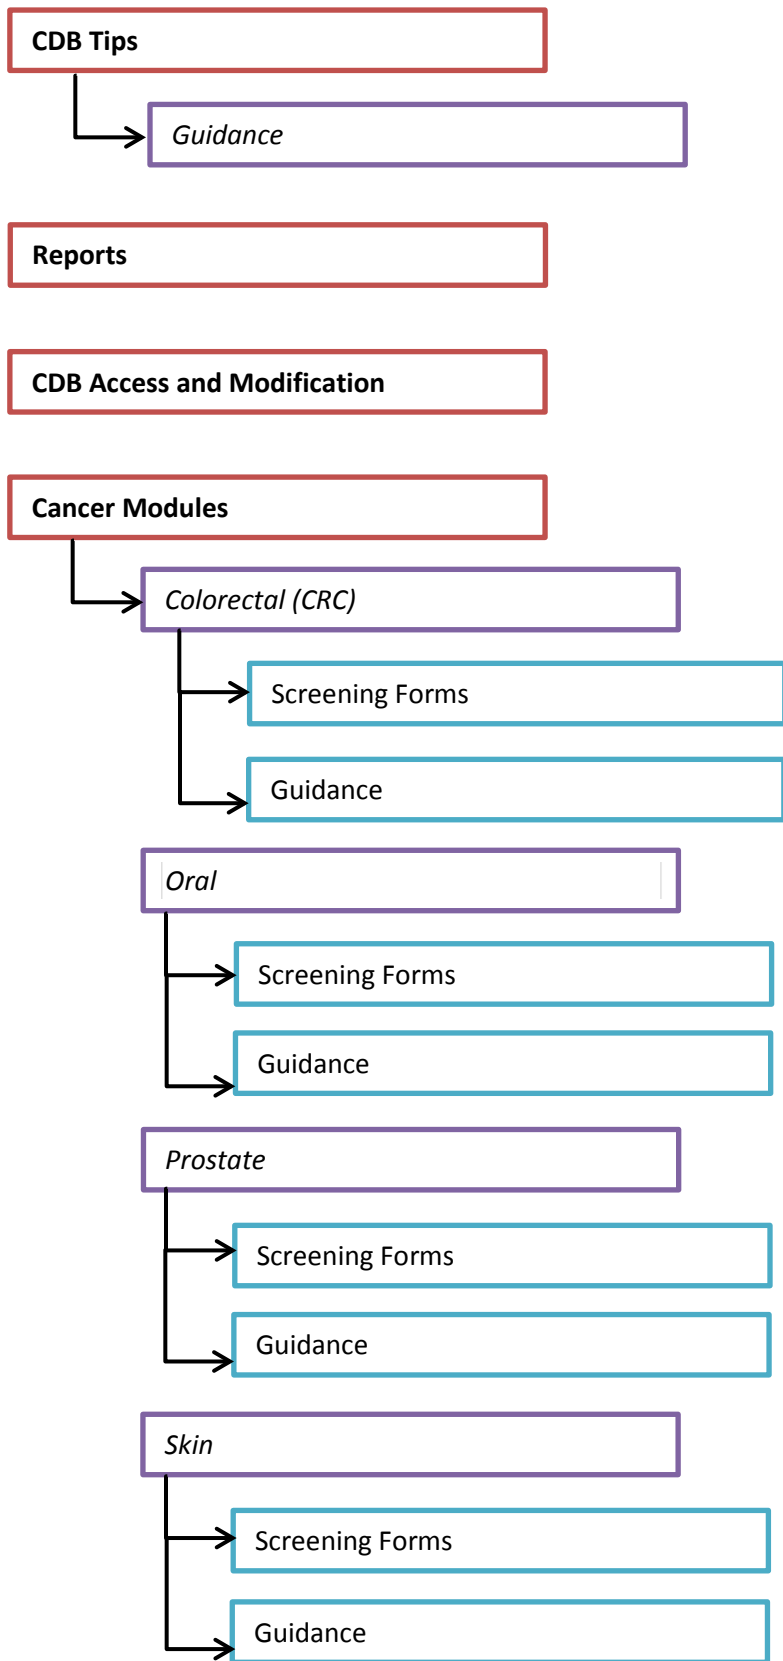 CDB Tips
Guidance
Reports
CDB Access and Modification
Cancer Modules
Colorectal (CRC)
Screening Forms
Guidance
Oral
Screening Forms
Guidance
Prostate
Screening Forms
Guidance
Skin
Screening Forms
Guidance